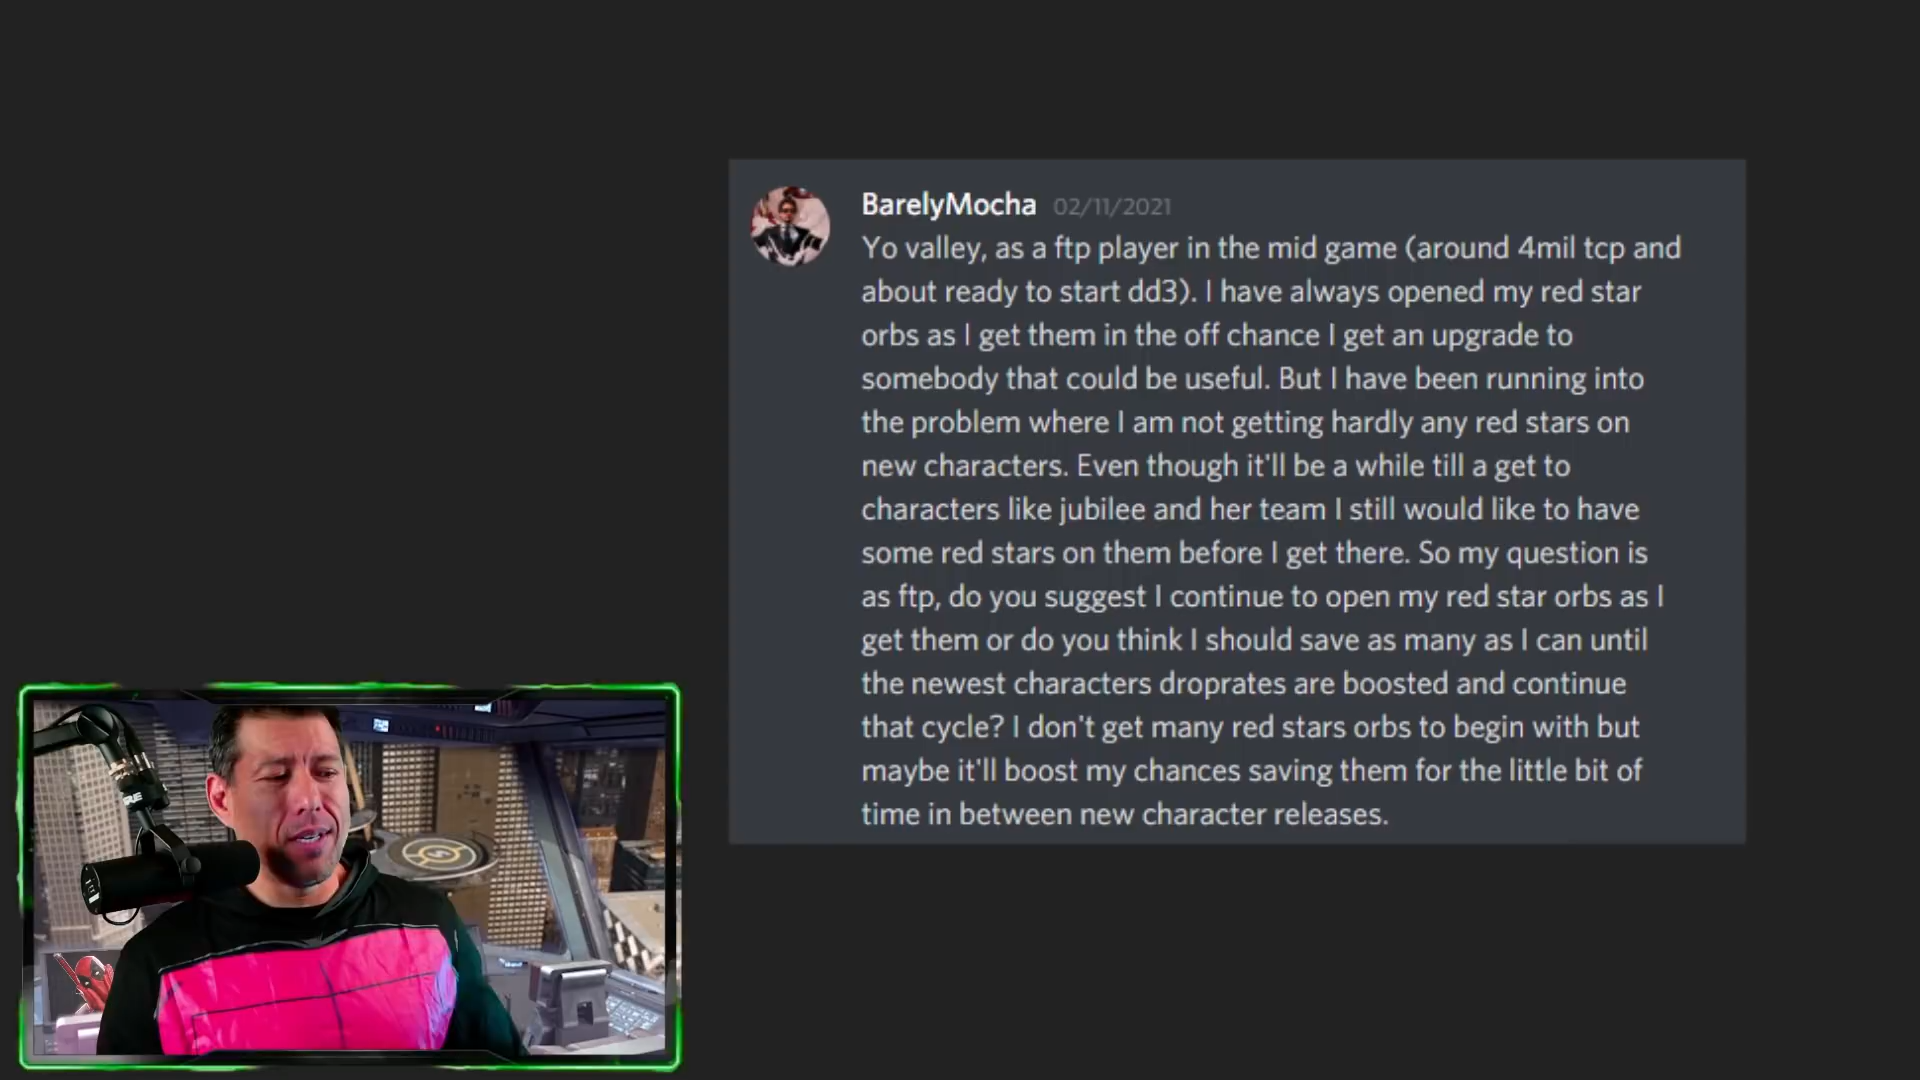 BarelyMocha 02/11/2021
Yo valley, as a ftp player in the mid game (around 4mil tcp and
about ready to start dd3). I have always opened my red star
orbs as I get them in the off chance I get an upgrade to
somebody that could be useful. But I have been running into
the problem where I am not getting hardly any red stars on
new characters. Even though it'll be a while till a get to
characters like jubilee and her team I still would like to have
some red stars on them before I get there. So my question is
as ftp, do you suggest I continue to open my red star orbs as I
get them or do you think I should save as many as I can until
the newest characters droprates are boosted and continue
that cycle? I don't get many red stars orbs to begin with but
maybe it'll boost my chances saving them for the little bit of
time in between new character releases.